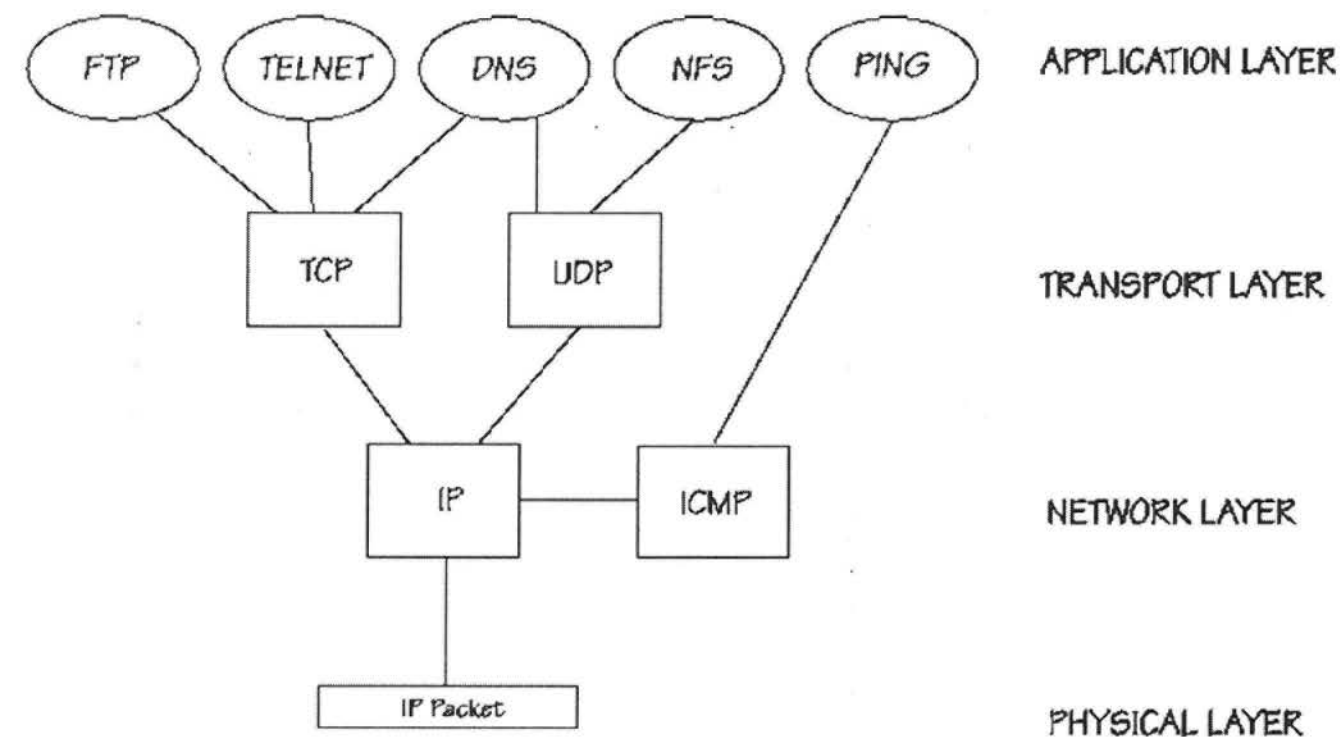 FTP TELNET DNS NFS PING APPLICATION LAYER
TCP UDP TRANSPORT LAYER
IP ICMP NETWORK LAYER
IP Packet PHYSICAL LAYER